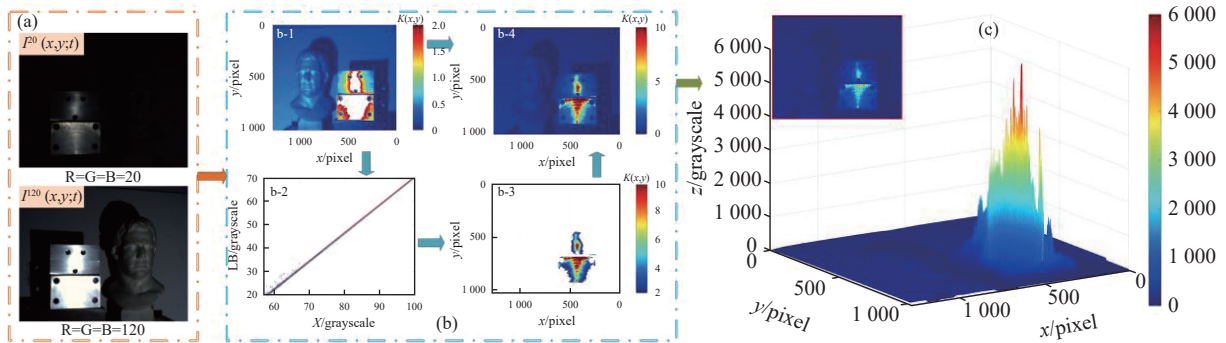 (a)
I²⁰ (x,y;t)
R=G=B=20
I¹²⁰ (x,y;t)
R=G=B=120
b-1
K(x,y)
2.0
1.5
1.0
0.5
0
0
500
1 000
y/pixel
1 000
500
0
x/pixel
b-4
K(x,y)
10
5
0
0
500
1 000
y/pixel
1 000
500
0
x/pixel
b-2
70
60
50
40
30
20
LB/grayscale
60
70
80
90
100
X/grayscale
b-3
K(x,y)
10
8
6
4
2
0
500
1 000
y/pixel
1 000
500
0
x/pixel
(b)
(c)
6 000
5 000
4 000
3 000
2 000
1 000
0
z/grayscale
0
500
1 000
y/pixel
1 000
500
0
x/pixel
6 000
5 000
4 000
3 000
2 000
1 000
0